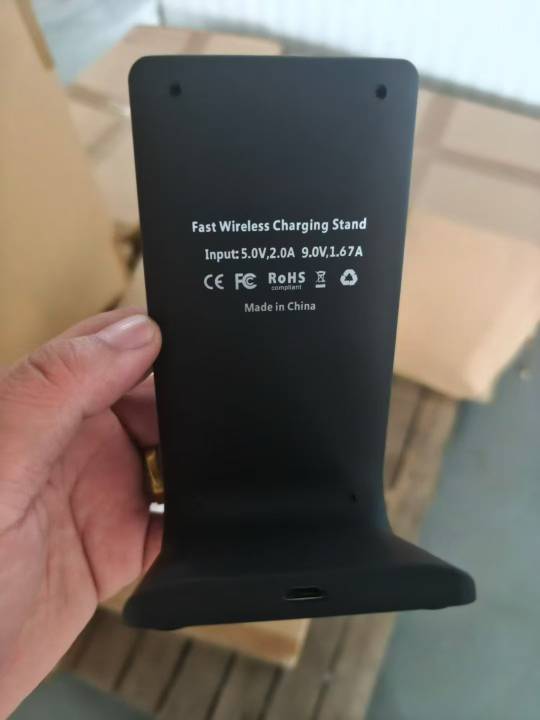 Fast Wireless Charging Stand
Input: 5.0V,2.0A 9.0V,1.67A
CE FC RoHS
compliant
Made in China